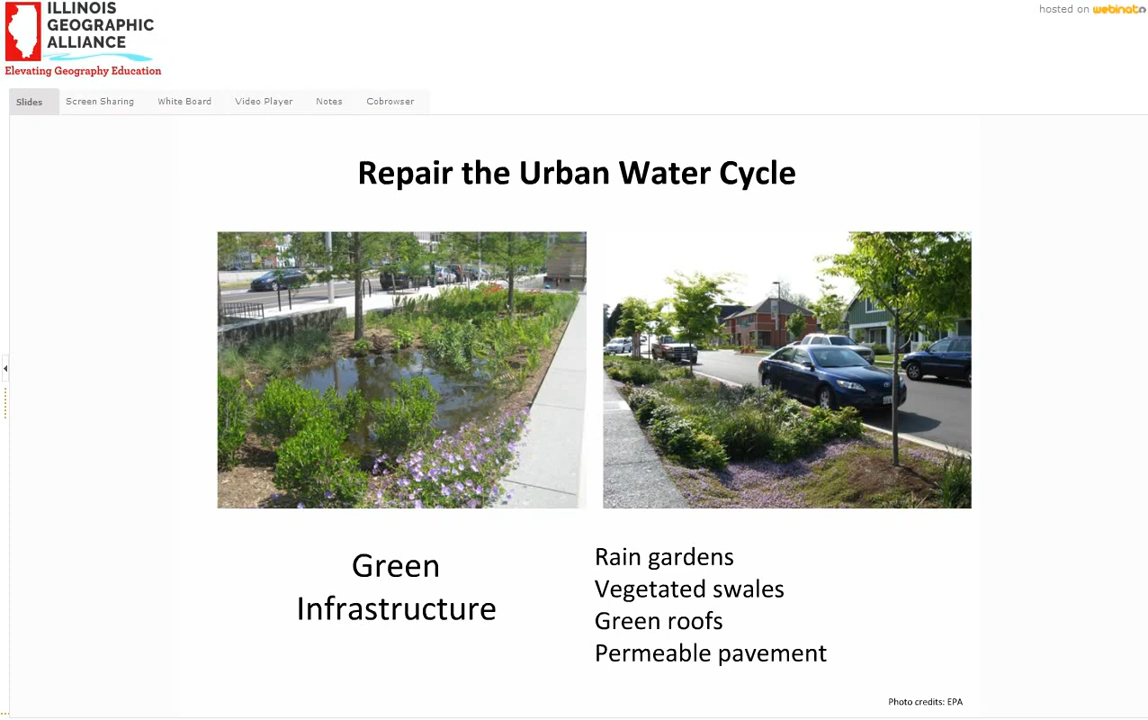 ILLINOIS
GEOGRAPHIC
ALLIANCE
Elevating Geography Education
hosted on webinato
Slides Screen Sharing White Board Video Player Notes Cobrowser
Repair the Urban Water Cycle
Green
Infrastructure
Rain gardens
Vegetated swales
Green roofs
Permeable pavement
Photo credits: EPA